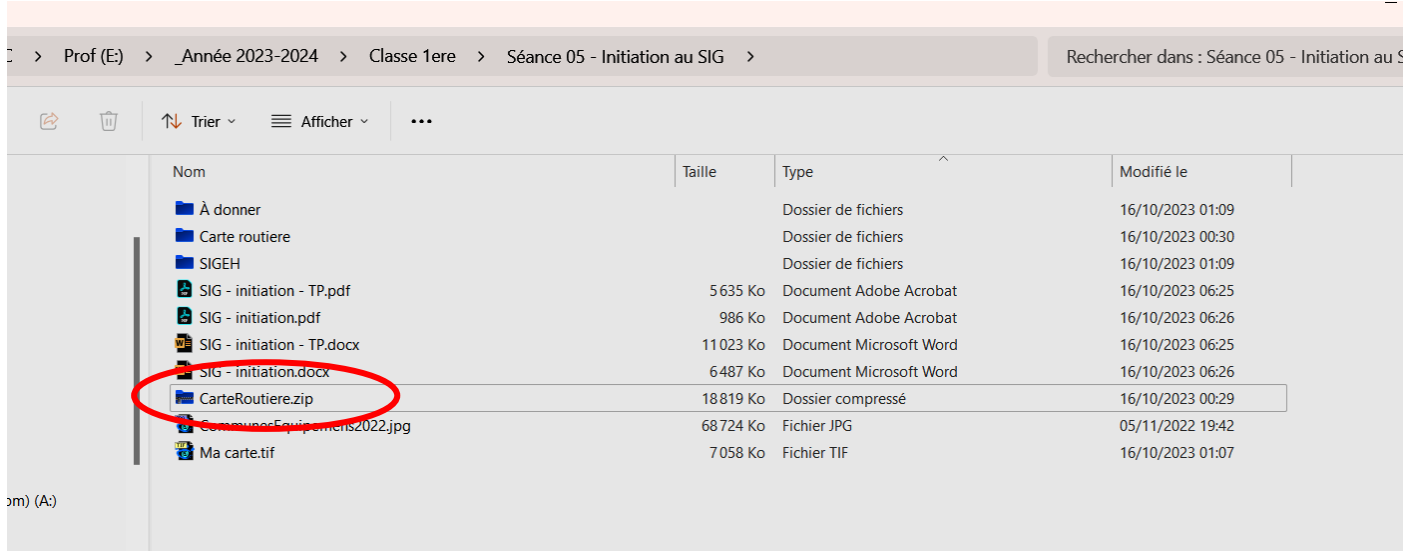 Prof (E:) > _Année 2023-2024 > Classe 1ere > Séance 05 - Initiation au SIG > Rechercher dans : Séance 05 - Initiation au
Trier Afficher •••
Nom Taille Type Modifié le
À donner Dossier de fichiers 16/10/2023 01:09
Carte routiere Dossier de fichiers 16/10/2023 00:30
SIGEH Dossier de fichiers 16/10/2023 01:09
SIG - initiation - TP.pdf 5 635 Ko Document Adobe Acrobat 16/10/2023 06:25
SIG - initiation.pdf 986 Ko Document Adobe Acrobat 16/10/2023 06:26
SIG - initiation - TP.docx 11 023 Ko Document Microsoft Word 16/10/2023 06:25
SIG - initiation.docx 6 487 Ko Document Microsoft Word 16/10/2023 06:26
CarteRoutiere.zip 18 819 Ko Dossier compressé 16/10/2023 00:29
CommunesEquipemens2022.jpg 68 724 Ko Fichier JPG 05/11/2022 19:42
Ma carte.tif 7 058 Ko Fichier TIF 16/10/2023 01:07
(A:)